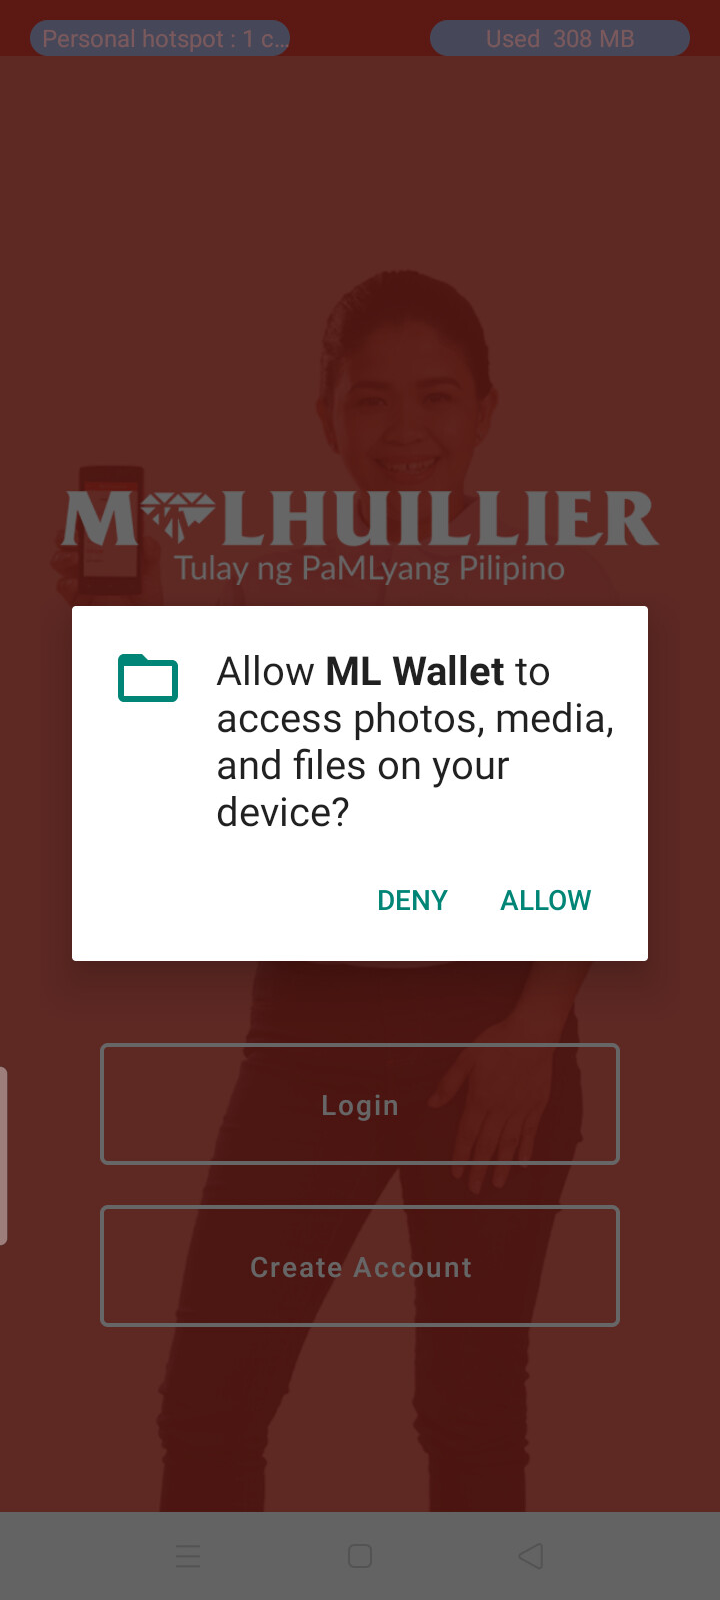 Personal hotspot : 1 c...
Used 308 MB
M LHUILLIER
Tulay ng PaMLyang Pilipino
Allow ML Wallet to
access photos, media,
and files on your
device?
DENY
ALLOW
Login
Create Account